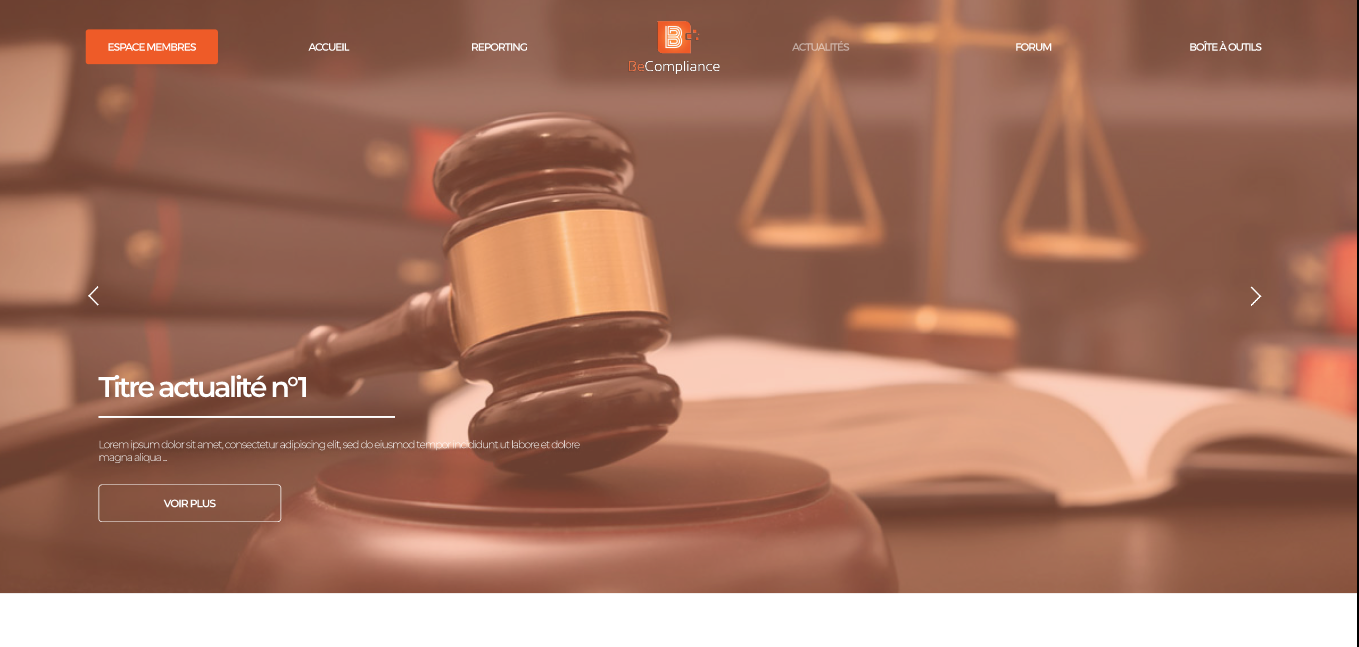 ESPACE MEMBRES
ACCUEIL
REPORTING
B
BeCompliance
ACTUALITÉS
FORUM
BOÎTE À OUTILS
Titre actualité n°1
Lorem ipsum dolor sit amet, consectetur adipiscing elit, sed do eiusmod tempor incididunt ut labore et dolore
magna aliqua ...
VOIR PLUS